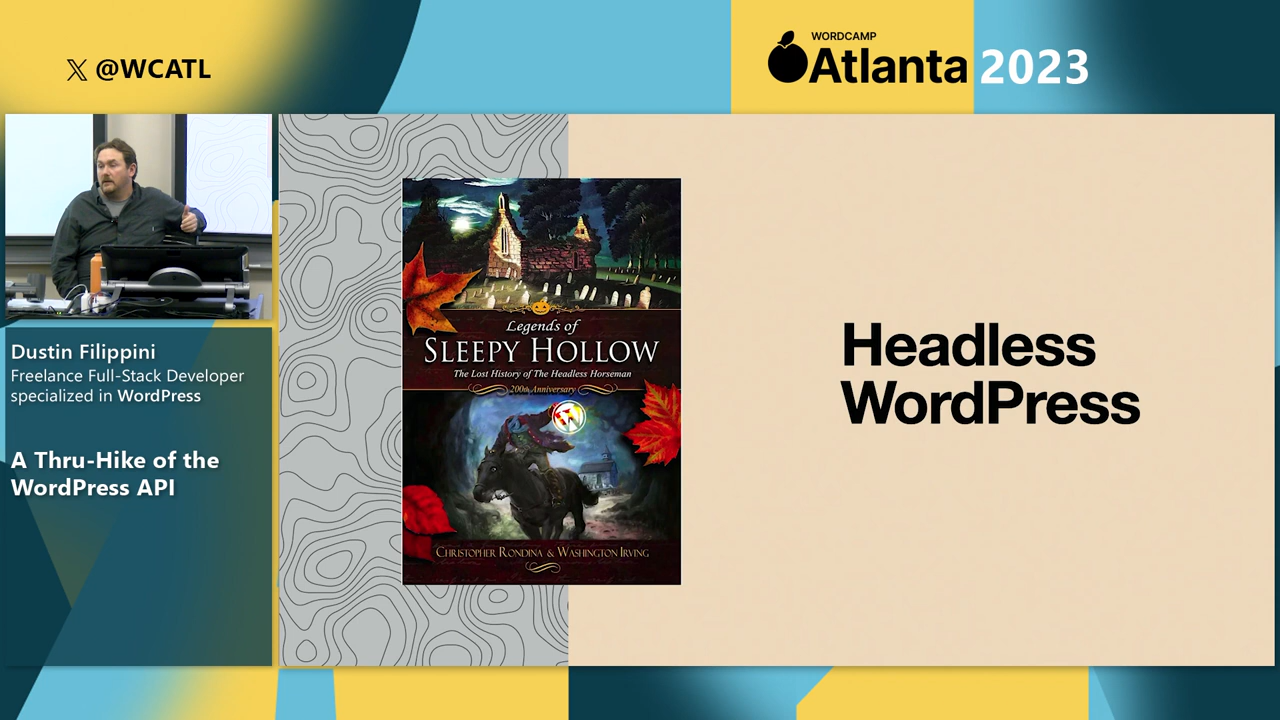 𝕏 @WCATL
WORDCAMP
Atlanta 2023
Dustin Filippini
Freelance Full-Stack Developer
specialized in WordPress
A Thru-Hike of the
WordPress API
Legends of
SLEEPY HOLLOW
The Lost History of The Headless Horseman
200th Anniversary
CHRISTOPHER RONDINA & WASHINGTON IRVING
Headless
WordPress